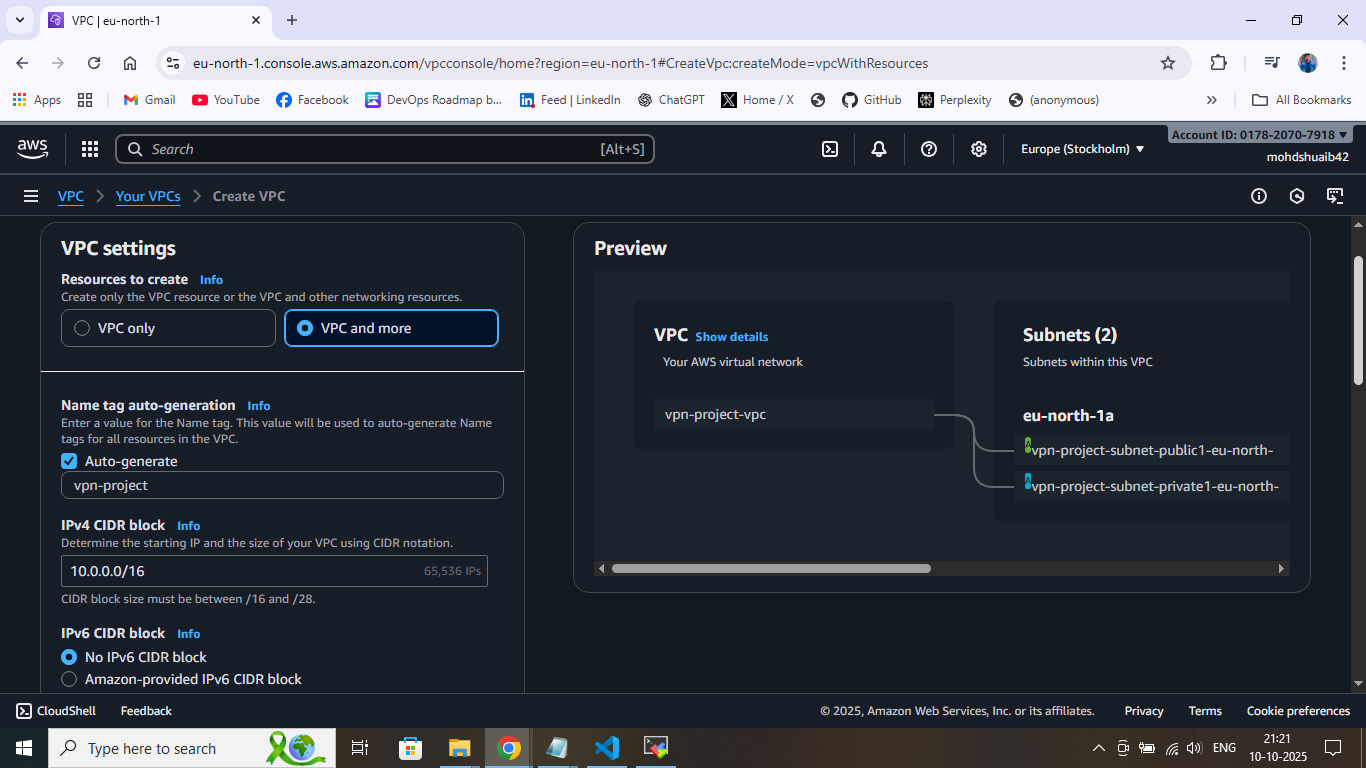 VPC | eu-north-1
eu-north-1.console.aws.amazon.com/vpcconsole/home?region=eu-north-1#CreateVpc:createMode=vpcWithResources
Apps
Gmail
YouTube
Facebook
DevOps Roadmap b...
Feed | LinkedIn
ChatGPT
Home / X
GitHub
Perplexity
(anonymous)
All Bookmarks
aws
Search
[Alt+S]
Europe (Stockholm)
Account ID: 0178-2070-7918
mohdshuaib42
VPC
Your VPCs
Create VPC
VPC settings
Resources to create Info
Create only the VPC resource or the VPC and other networking resources.
VPC only
VPC and more
Name tag auto-generation Info
Enter a value for the Name tag. This value will be used to auto-generate Name
tags for all resources in the VPC.
Auto-generate
vpn-project
IPv4 CIDR block Info
Determine the starting IP and the size of your VPC using CIDR notation.
10.0.0.0/16
65,536 IPs
CIDR block size must be between /16 and /28.
IPv6 CIDR block Info
No IPv6 CIDR block
Amazon-provided IPv6 CIDR block
Preview
VPC Show details
Your AWS virtual network
vpn-project-vpc
Subnets (2)
Subnets within this VPC
eu-north-1a
vpn-project-subnet-public1-eu-north-
vpn-project-subnet-private1-eu-north-
CloudShell
Feedback
© 2025, Amazon Web Services, Inc. or its affiliates.
Privacy
Terms
Cookie preferences
Type here to search
ENG
21:21
10-10-2025